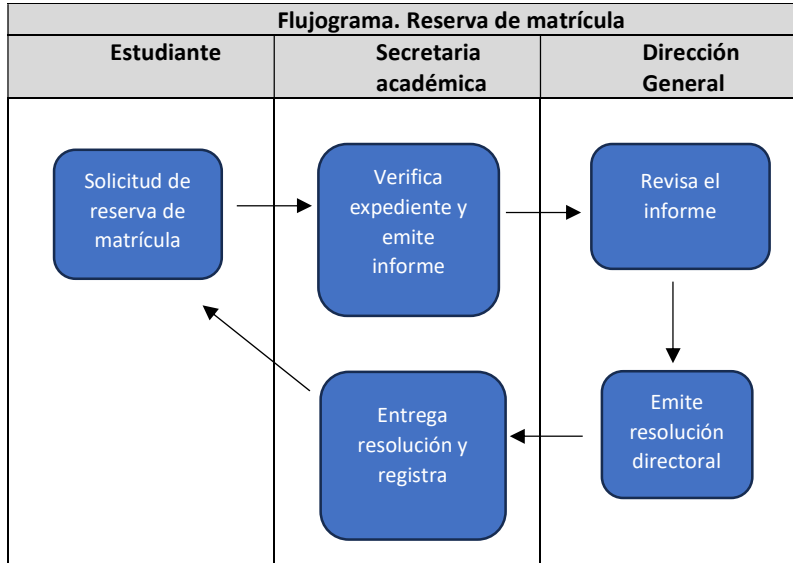 Flujograma. Reserva de matrícula
Estudiante
Secretaria
académica
Dirección
General
Solicitud de
reserva de
matrícula
Verifica
expediente y
emite
informe
Revisa el
informe
Entrega
resolución y
registra
Emite
resolución
directoral